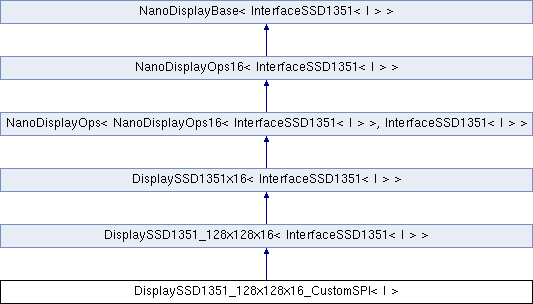 NanoDisplayBase< InterfaceSSD1351< I > >
NanoDisplayOps16< InterfaceSSD1351< I > >
NanoDisplayOps< NanoDisplayOps16< InterfaceSSD1351< I > >, InterfaceSSD1351< I > >
DisplaySSD1351x16< InterfaceSSD1351< I > >
DisplaySSD1351_128x128x16< InterfaceSSD1351< I > >
DisplaySSD1351_128x128x16_CustomSPI< I >